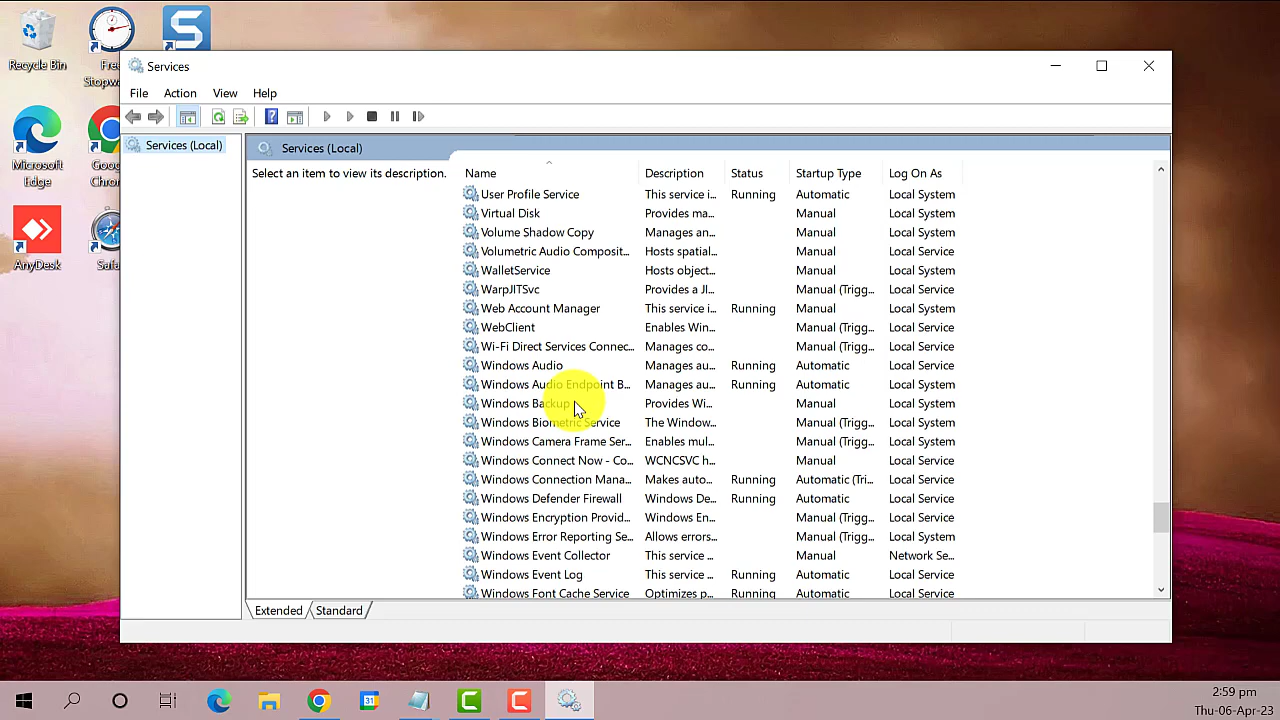 Recycle Bin
Free
Stopw...
S
Microsoft
Edge
Goo
Chro
AnyDesk
Safa
Services
File Action View Help
Services (Local)
Services (Local)
Select an item to view its description.
Name Description Status Startup Type Log On As
User Profile Service This service i... Running Automatic Local System
Virtual Disk Provides ma... Manual Local System
Volume Shadow Copy Manages an... Manual Local System
Volumetric Audio Composit... Hosts spatial... Manual Local Service
WalletService Hosts object... Manual Local System
WarpJITSvc Provides a JI... Manual (Trigg... Local Service
Web Account Manager This service i... Running Manual Local System
WebClient Enables Win... Manual (Trigg... Local Service
Wi-Fi Direct Services Connec... Manages co... Manual (Trigg... Local Service
Windows Audio Manages au... Running Automatic Local Service
Windows Audio Endpoint B... Manages au... Running Automatic Local System
Windows Backup Provides Wi... Manual Local System
Windows Biometric Service The Window... Manual (Trigg... Local System
Windows Camera Frame Ser... Enables mul... Manual (Trigg... Local Service
Windows Connect Now - Co... WCNCSVC h... Manual Local Service
Windows Connection Mana... Makes auto... Running Automatic (Tri... Local Service
Windows Defender Firewall Windows De... Running Automatic Local Service
Windows Encryption Provid... Windows En... Manual (Trigg... Local Service
Windows Error Reporting Se... Allows errors... Manual (Trigg... Local System
Windows Event Collector This service ... Manual Network Se...
Windows Event Log This service ... Running Automatic Local Service
Windows Font Cache Service Optimizes p... Running Automatic Local Service
Extended Standard
31
2:59 pm
Thu-06-Apr-23